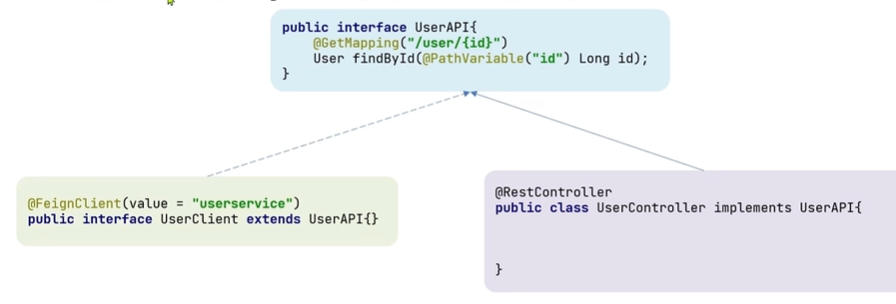 public interface UserAPI{
    @GetMapping("/user/{id}")
    User findById(@PathVariable("id") Long id);
}
@FeignClient(value = "userservice")
public interface UserClient extends UserAPI{}
@RestController
public class UserController implements UserAPI{
}